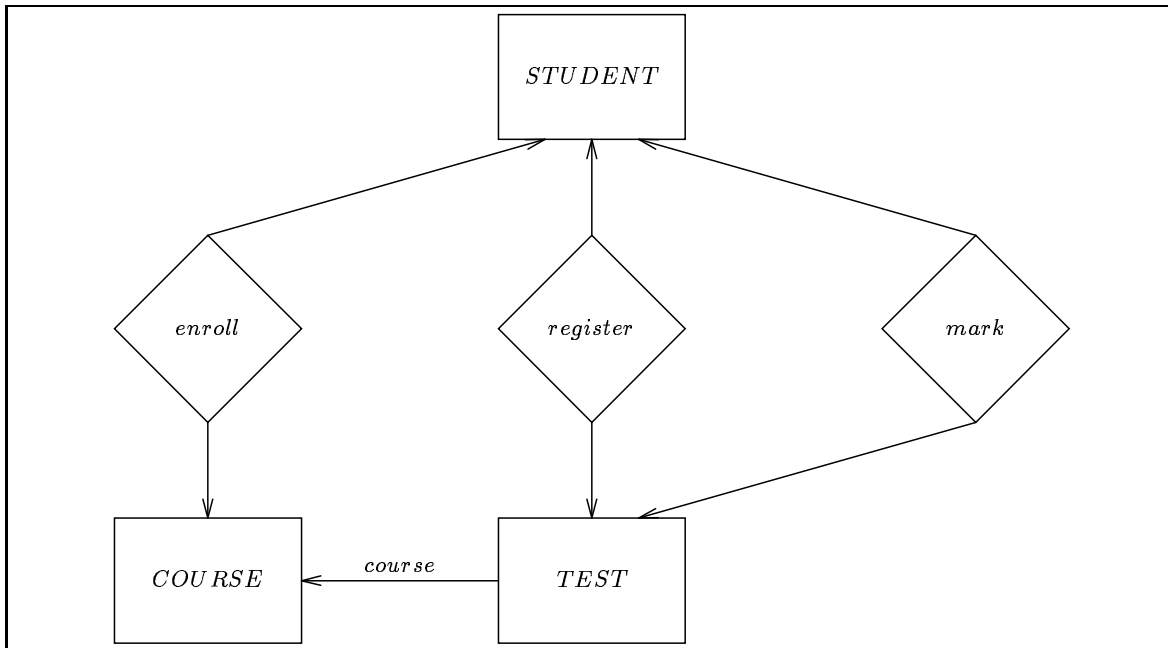 STUDENT
enroll
register
mark
course
COURSE
TEST